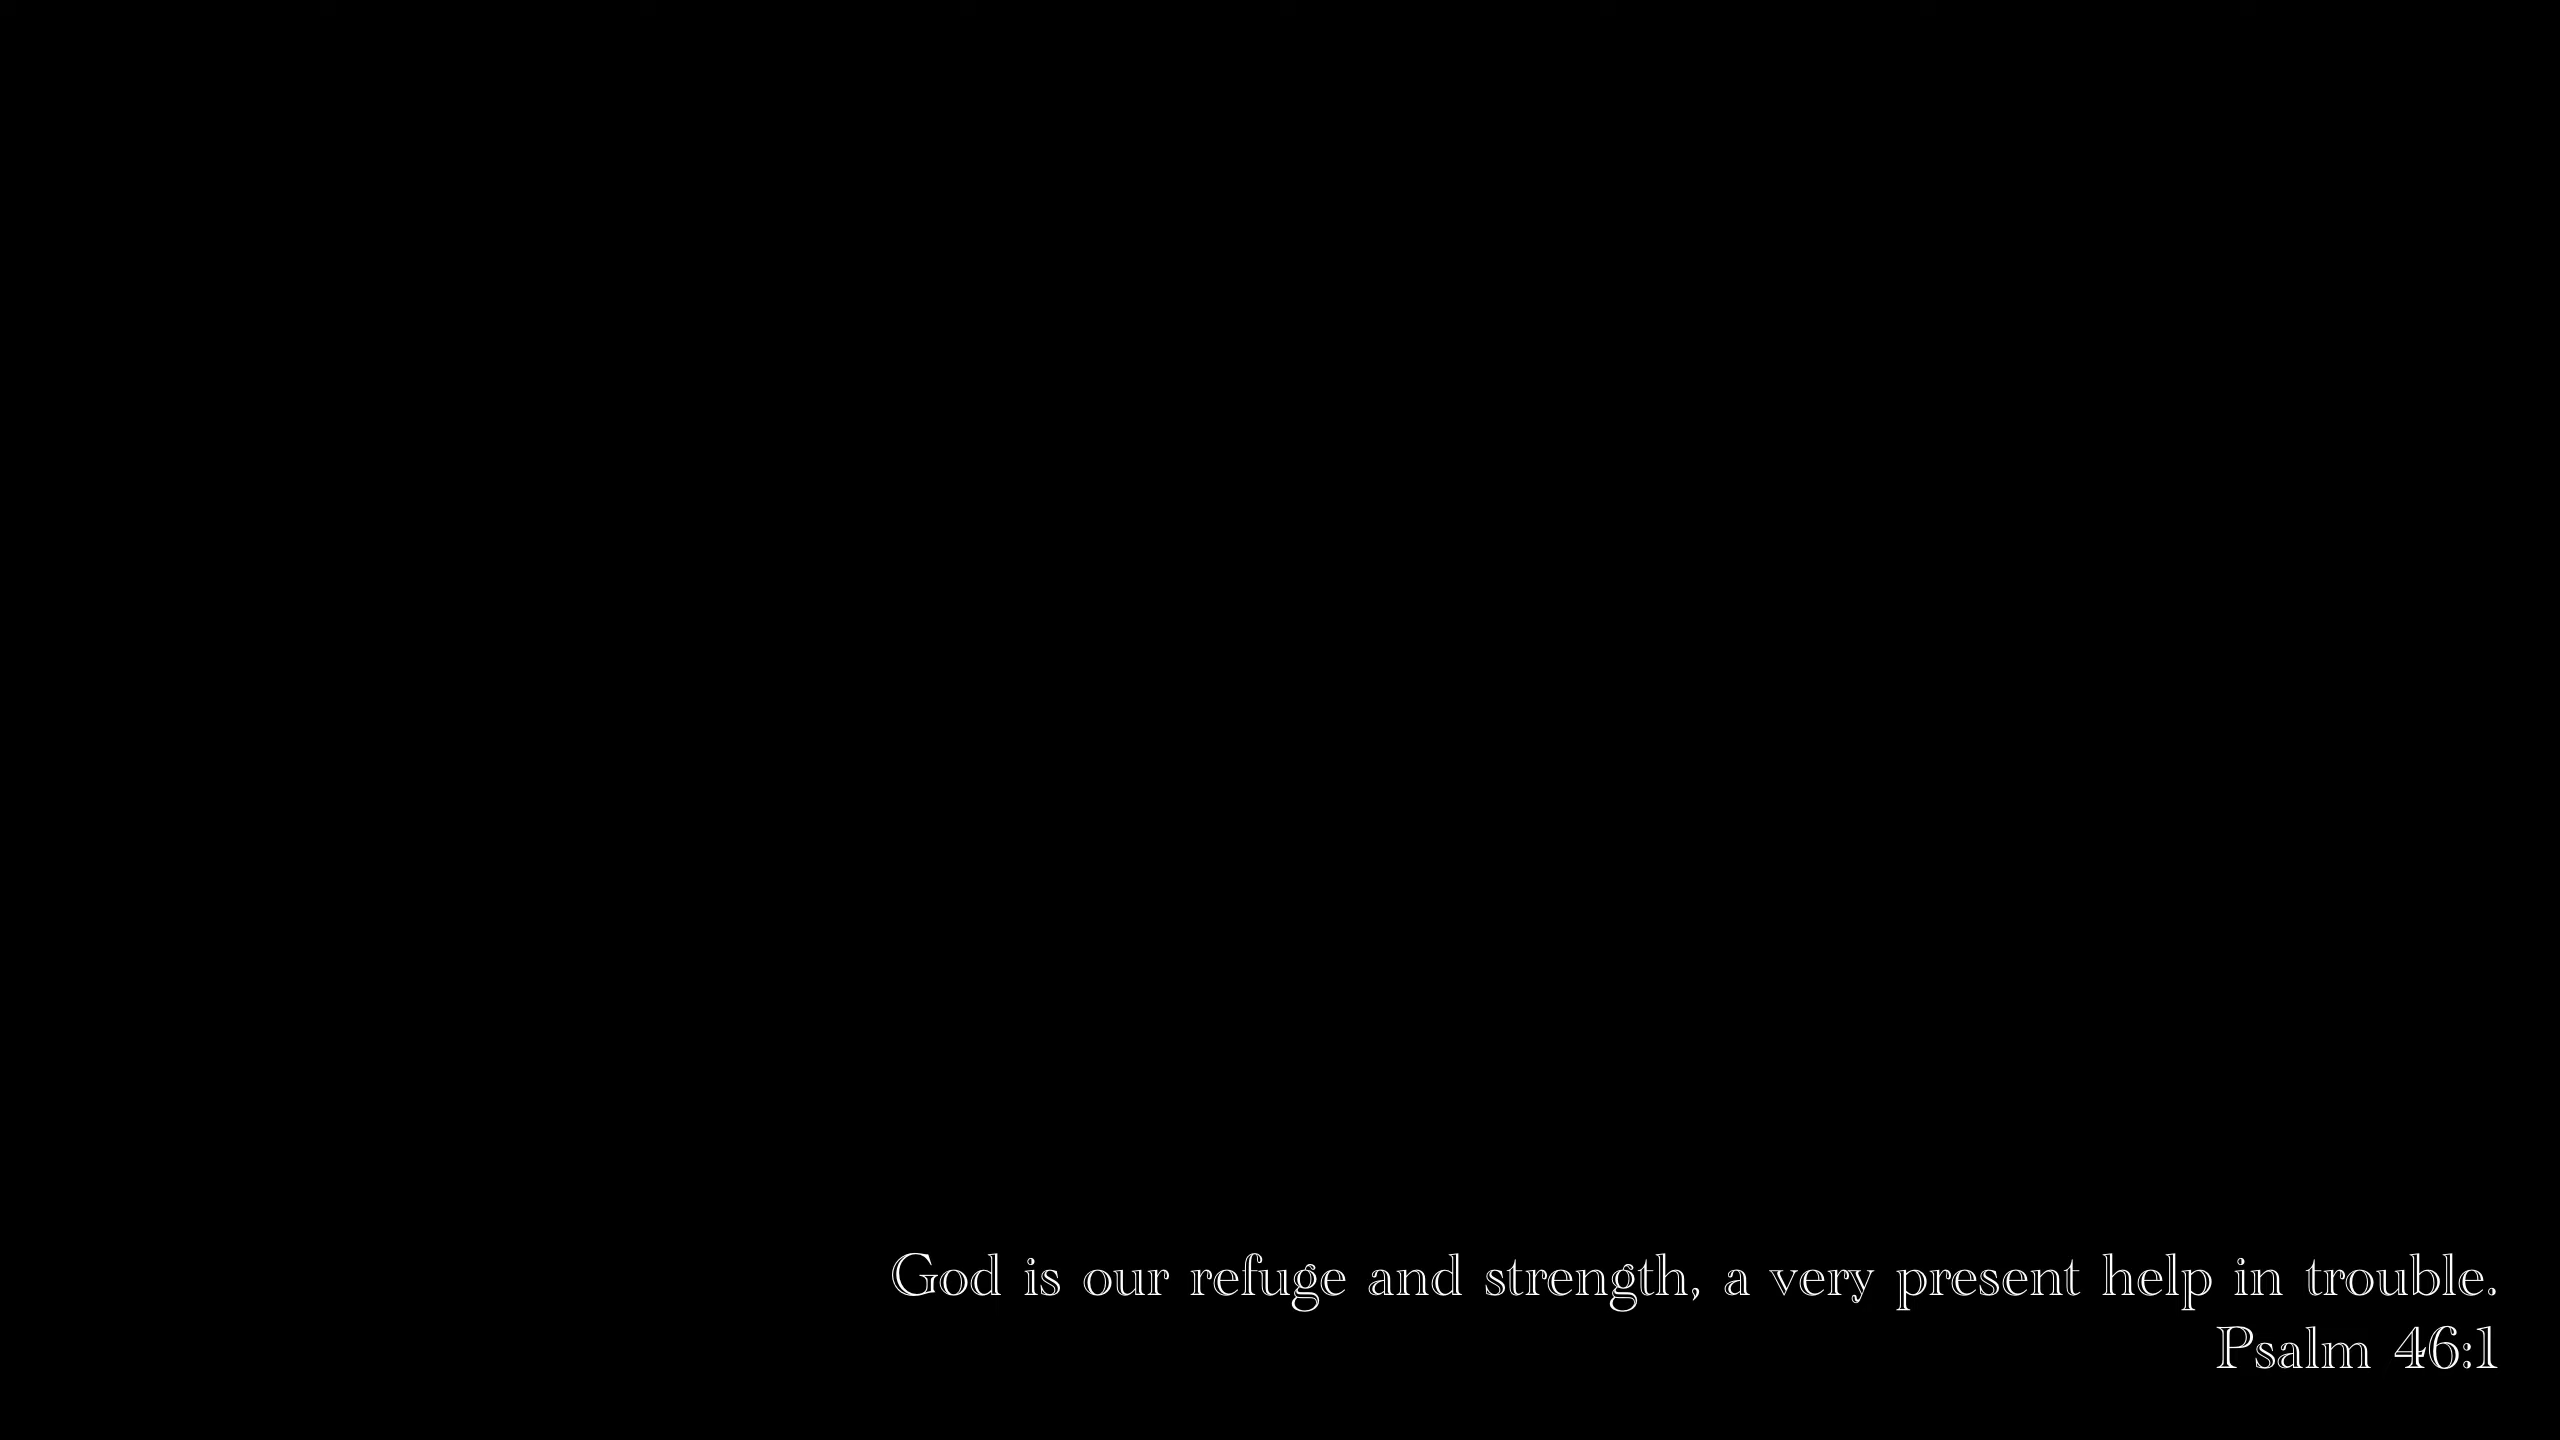 God is our refuge and strength, a very present help in trouble.
Psalm 46:1